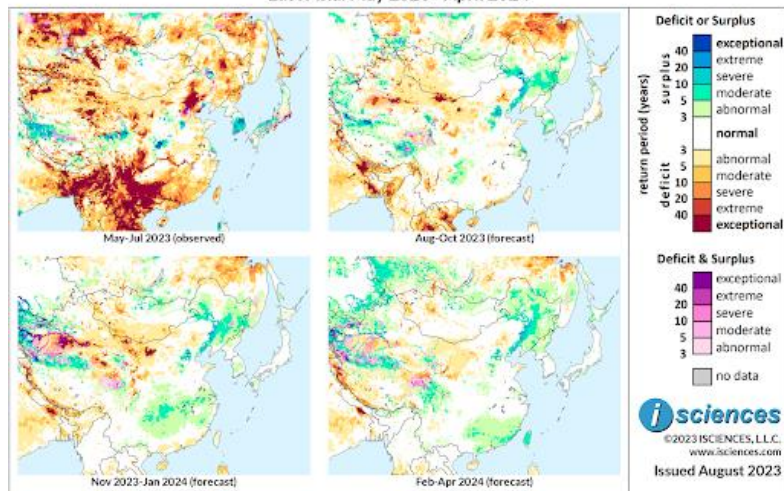 May-Jul 2023 (observed)
Aug-Oct 2023 (forecast)
Nov 2023-Jan 2024 (forecast)
Feb-Apr 2024 (forecast)
Deficit or Surplus
return period (years)
surplus
deficit
40
20
10
5
3
3
5
10
20
40
exceptional
extreme
severe
moderate
abnormal
normal
abnormal
moderate
severe
extreme
exceptional
Deficit & Surplus
40
20
10
5
3
exceptional
extreme
severe
moderate
abnormal
no data
i sciences
©2023 ISCIENCES, L.L.C.
www.isciences.com
Issued August 2023